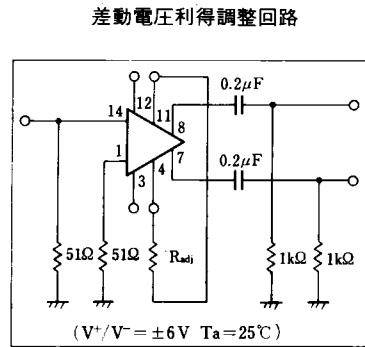 差動電圧利得調整回路
0.2μF
12
11
14
8
1
7
0.2μF
3
4
51Ω
51Ω
Radj
1kΩ
1kΩ
(V⁺/V⁻=±6V Ta=25℃)